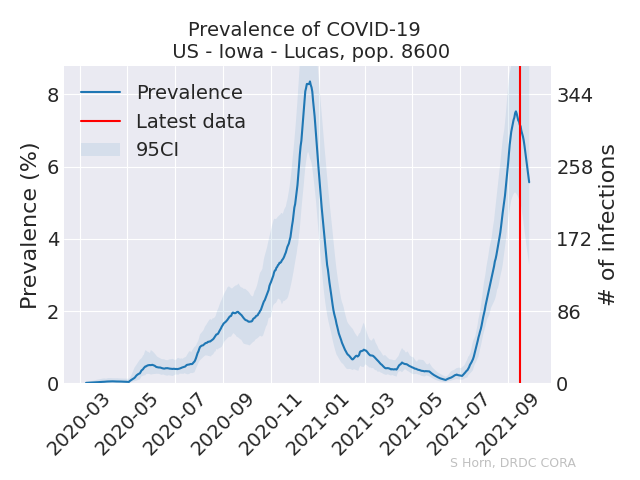 Prevalence of COVID-19
US - Iowa - Lucas, pop. 8600
Prevalence (%)
8
6
4
2
0
Prevalence
Latest data
95CI
344
258
172
86
0
# of infections
2020-03
2020-05
2020-07
2020-09
2020-11
2021-01
2021-03
2021-05
2021-07
2021-09
S Horn, DRDC CORA